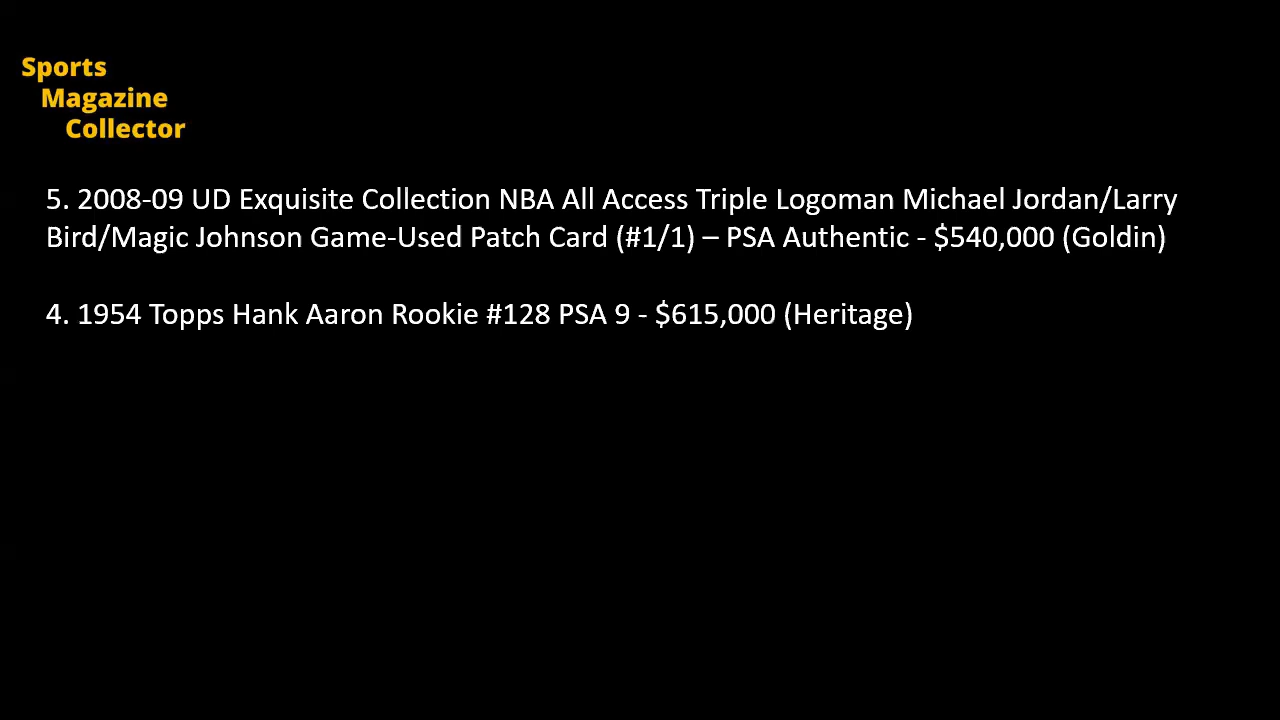 Sports
Magazine
Collector
5. 2008-09 UD Exquisite Collection NBA All Access Triple Logoman Michael Jordan/Larry
Bird/Magic Johnson Game-Used Patch Card (#1/1) – PSA Authentic - $540,000 (Goldin)
4. 1954 Topps Hank Aaron Rookie #128 PSA 9 - $615,000 (Heritage)